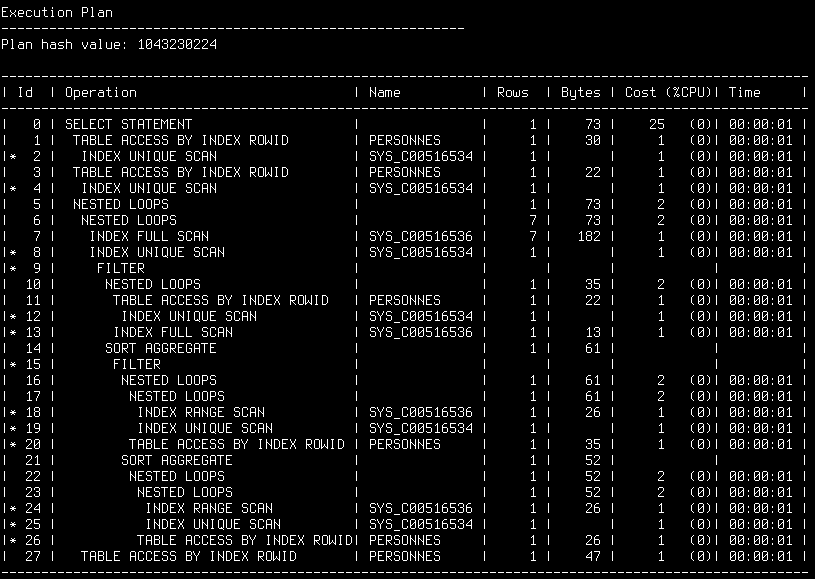 Execution Plan
----------------------------------------------------------
Plan hash value: 1043230224

-----------------------------------------------------------------------------------------------------
| Id  | Operation                           | Name          | Rows  | Bytes | Cost (%CPU)| Time     |
-----------------------------------------------------------------------------------------------------
|   0 | SELECT STATEMENT                    |               |     1 |    73 |    25   (0)| 00:00:01 |
|   1 |  TABLE ACCESS BY INDEX ROWID        | PERSONNES     |     1 |    30 |     1   (0)| 00:00:01 |
|*  2 |   INDEX UNIQUE SCAN                 | SYS_C00516534 |     1 |       |     1   (0)| 00:00:01 |
|   3 |  TABLE ACCESS BY INDEX ROWID        | PERSONNES     |     1 |    22 |     1   (0)| 00:00:01 |
|*  4 |   INDEX UNIQUE SCAN                 | SYS_C00516534 |     1 |       |     1   (0)| 00:00:01 |
|   5 |  NESTED LOOPS                       |               |     1 |    73 |     2   (0)| 00:00:01 |
|   6 |   NESTED LOOPS                      |               |     7 |    73 |     2   (0)| 00:00:01 |
|   7 |    INDEX FULL SCAN                  | SYS_C00516536 |     7 |   182 |     1   (0)| 00:00:01 |
|*  8 |    INDEX UNIQUE SCAN                | SYS_C00516534 |     1 |       |     1   (0)| 00:00:01 |
|*  9 |     FILTER                          |               |       |       |            |          |
|  10 |      NESTED LOOPS                   |               |     1 |    35 |     2   (0)| 00:00:01 |
|  11 |       TABLE ACCESS BY INDEX ROWID   | PERSONNES     |     1 |    22 |     1   (0)| 00:00:01 |
|* 12 |        INDEX UNIQUE SCAN            | SYS_C00516534 |     1 |       |     1   (0)| 00:00:01 |
|* 13 |       INDEX FULL SCAN               | SYS_C00516536 |     1 |    13 |     1   (0)| 00:00:01 |
|  14 |      SORT AGGREGATE                 |               |     1 |    61 |            |          |
|* 15 |       FILTER                        |               |       |       |            |          |
|  16 |        NESTED LOOPS                 |               |     1 |    61 |     2   (0)| 00:00:01 |
|  17 |         NESTED LOOPS                |               |     1 |    61 |     2   (0)| 00:00:01 |
|* 18 |          INDEX RANGE SCAN           | SYS_C00516536 |     1 |    26 |     1   (0)| 00:00:01 |
|* 19 |          INDEX UNIQUE SCAN          | SYS_C00516534 |     1 |       |     1   (0)| 00:00:01 |
|* 20 |         TABLE ACCESS BY INDEX ROWID | PERSONNES     |     1 |    35 |     1   (0)| 00:00:01 |
|  21 |        SORT AGGREGATE               |               |     1 |    52 |            |          |
|  22 |         NESTED LOOPS                |               |     1 |    52 |     2   (0)| 00:00:01 |
|  23 |          NESTED LOOPS               |               |     1 |    52 |     2   (0)| 00:00:01 |
|* 24 |           INDEX RANGE SCAN          | SYS_C00516536 |     1 |    26 |     1   (0)| 00:00:01 |
|* 25 |           INDEX UNIQUE SCAN         | SYS_C00516534 |     1 |       |     1   (0)| 00:00:01 |
|* 26 |          TABLE ACCESS BY INDEX ROWID| PERSONNES     |     1 |    26 |     1   (0)| 00:00:01 |
|  27 |   TABLE ACCESS BY INDEX ROWID       | PERSONNES     |     1 |    47 |     1   (0)| 00:00:01 |
-----------------------------------------------------------------------------------------------------